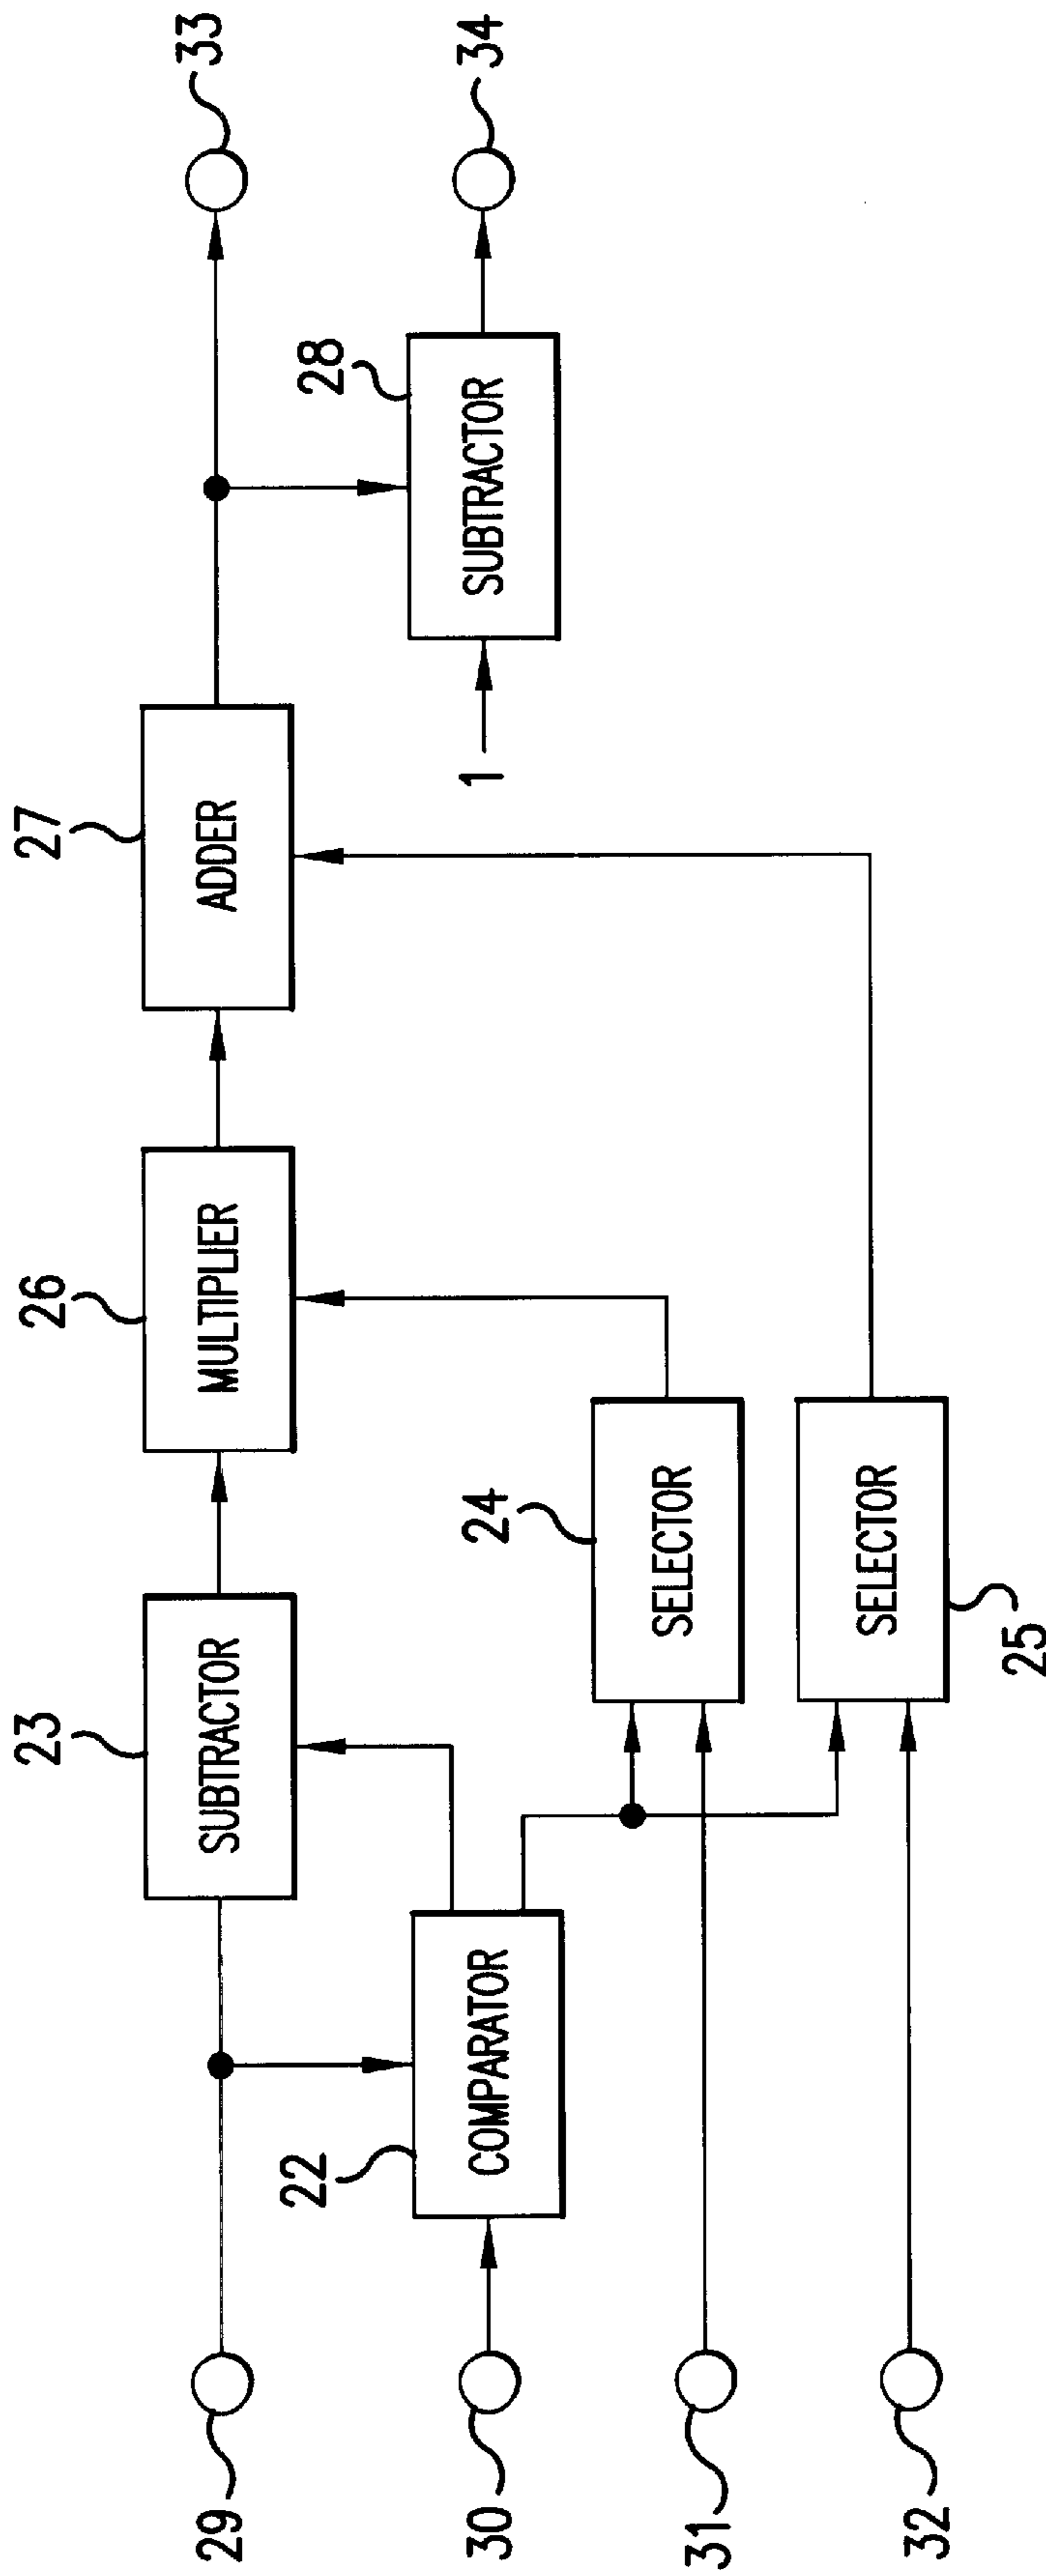 29
30
31
32
22
COMPARATOR
23
SUBTRACTOR
24
SELECTOR
25
SELECTOR
26
MULTIPLIER
27
ADDER
1
28
SUBTRACTOR
33
34